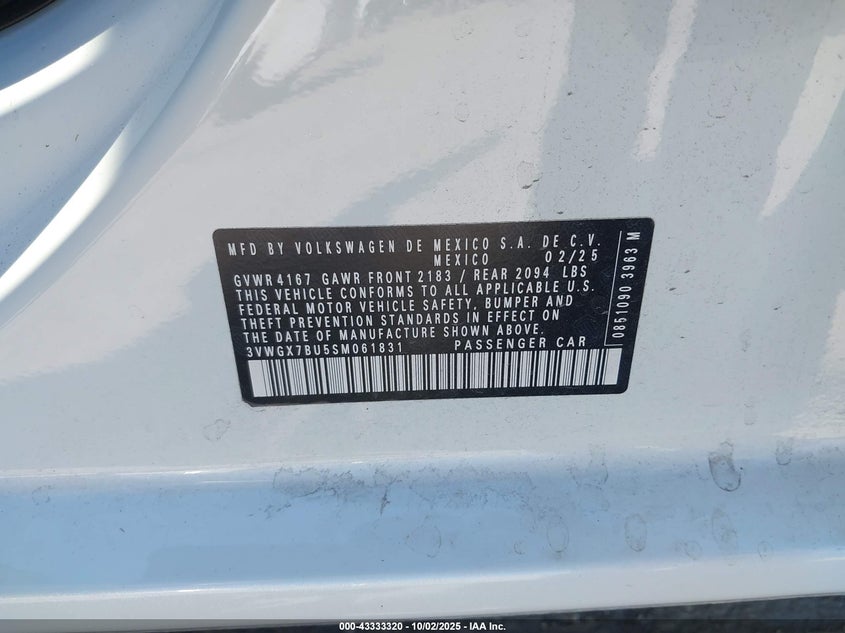 MFD BY VOLKSWAGEN DE MEXICO S.A. DE C.V.
MEXICO 02/25
GVWR 4167 GAWR FRONT 2183 / REAR 2094 LBS
THIS VEHICLE CONFORMS TO ALL APPLICABLE U.S.
FEDERAL MOTOR VEHICLE SAFETY, BUMPER AND
THEFT PREVENTION STANDARDS IN EFFECT ON
THE DATE OF MANUFACTURE SHOWN ABOVE.
3VWGX7BU5SM061831 PASSENGER CAR
0851090 3963 M
000-43333320 - 10/02/2025 - IAA Inc.